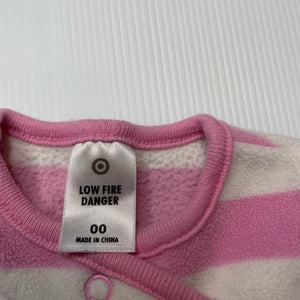 LOW FIRE
DANGER
00
MADE IN CHINA